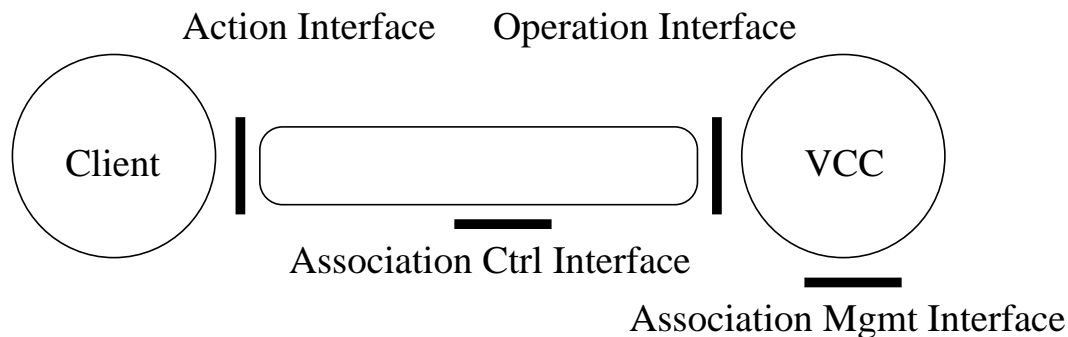 Action Interface Operation Interface
Client VCC
Association Ctrl Interface
Association Mgmt Interface